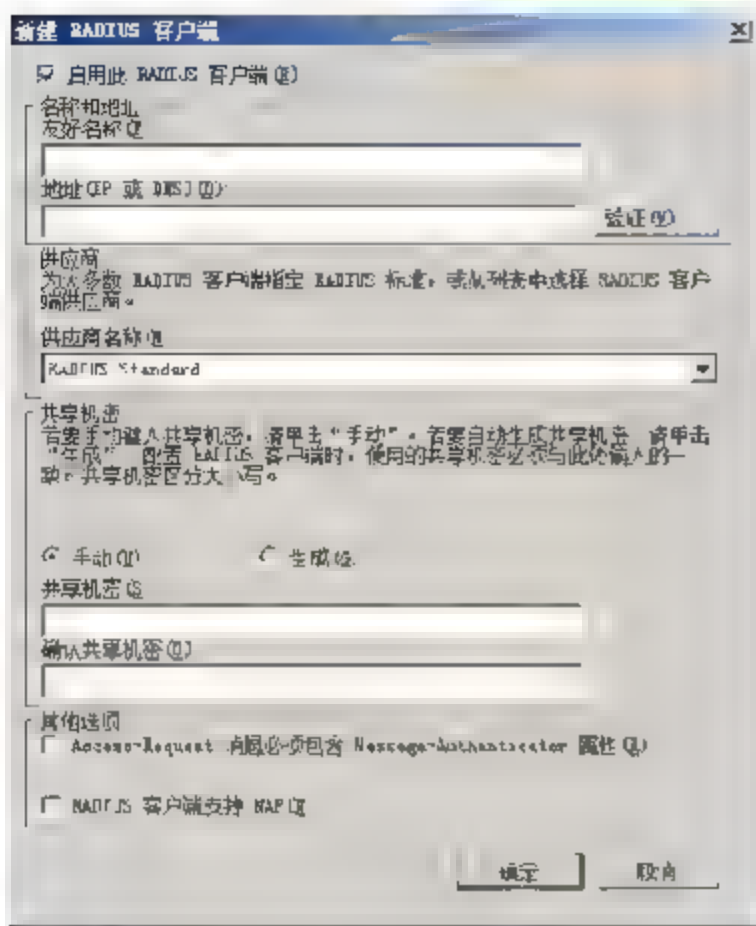 新建 RADIUS 客户端
启用此 RADIUS 客户端(E)
名称和地址
友好名称(F)
地址(IP 或 DNS)(D):
验证(V)
供应商
为大多数 RADIUS 客户端指定 RADIUS 标准，或从列表中选择 RADIUS 客户
端供应商。
供应商名称(M)
RADIUS Standard
共享机密
若要手动键入共享机密，请单击“手动”。若要自动生成共享机密，请单击
“生成”。配置 RADIUS 客户端时，使用的共享机密必须与此处输入的一
致。共享机密区分大小写。
手动(U)
生成(G)
共享机密(S)
确认共享机密(O)
其他选项
Access-Request 消息必须包含 Message-Authenticator 属性(A)
RADIUS 客户端支持 NAP(N)
确定
取消